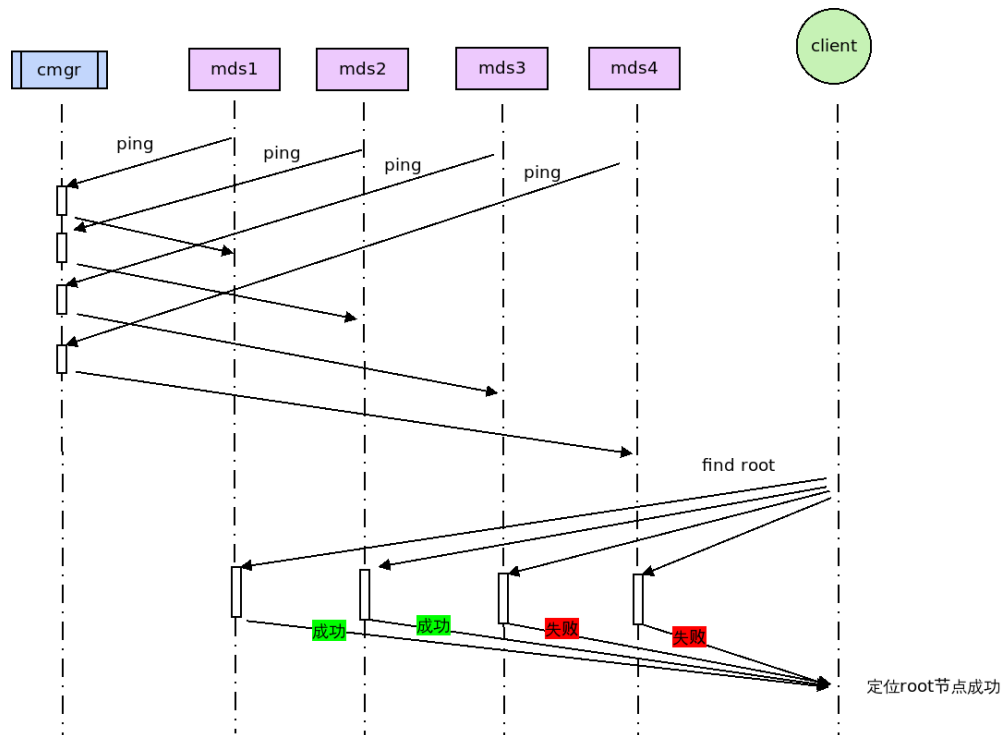 cmgr
mds1
mds2
mds3
mds4
client
ping
ping
ping
ping
find root
成功
成功
失败
失败
定位root节点成功